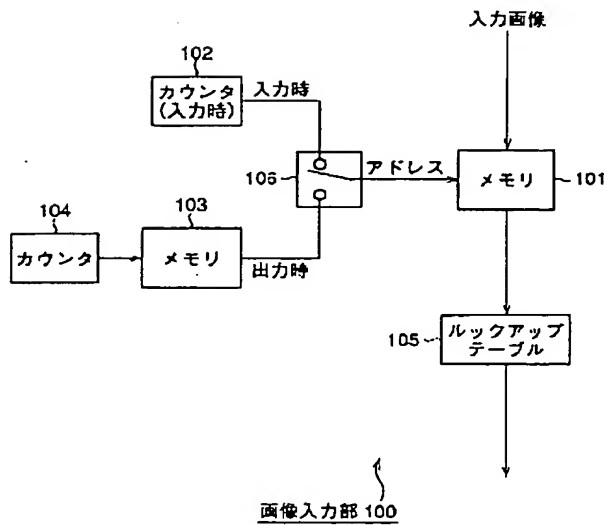 入力画像
102
カウンタ
(入力時)
入力時
106
アドレス
メモリ
101
104
カウンタ
103
メモリ
出力時
105
ルックアップ
テーブル
画像入力部 100